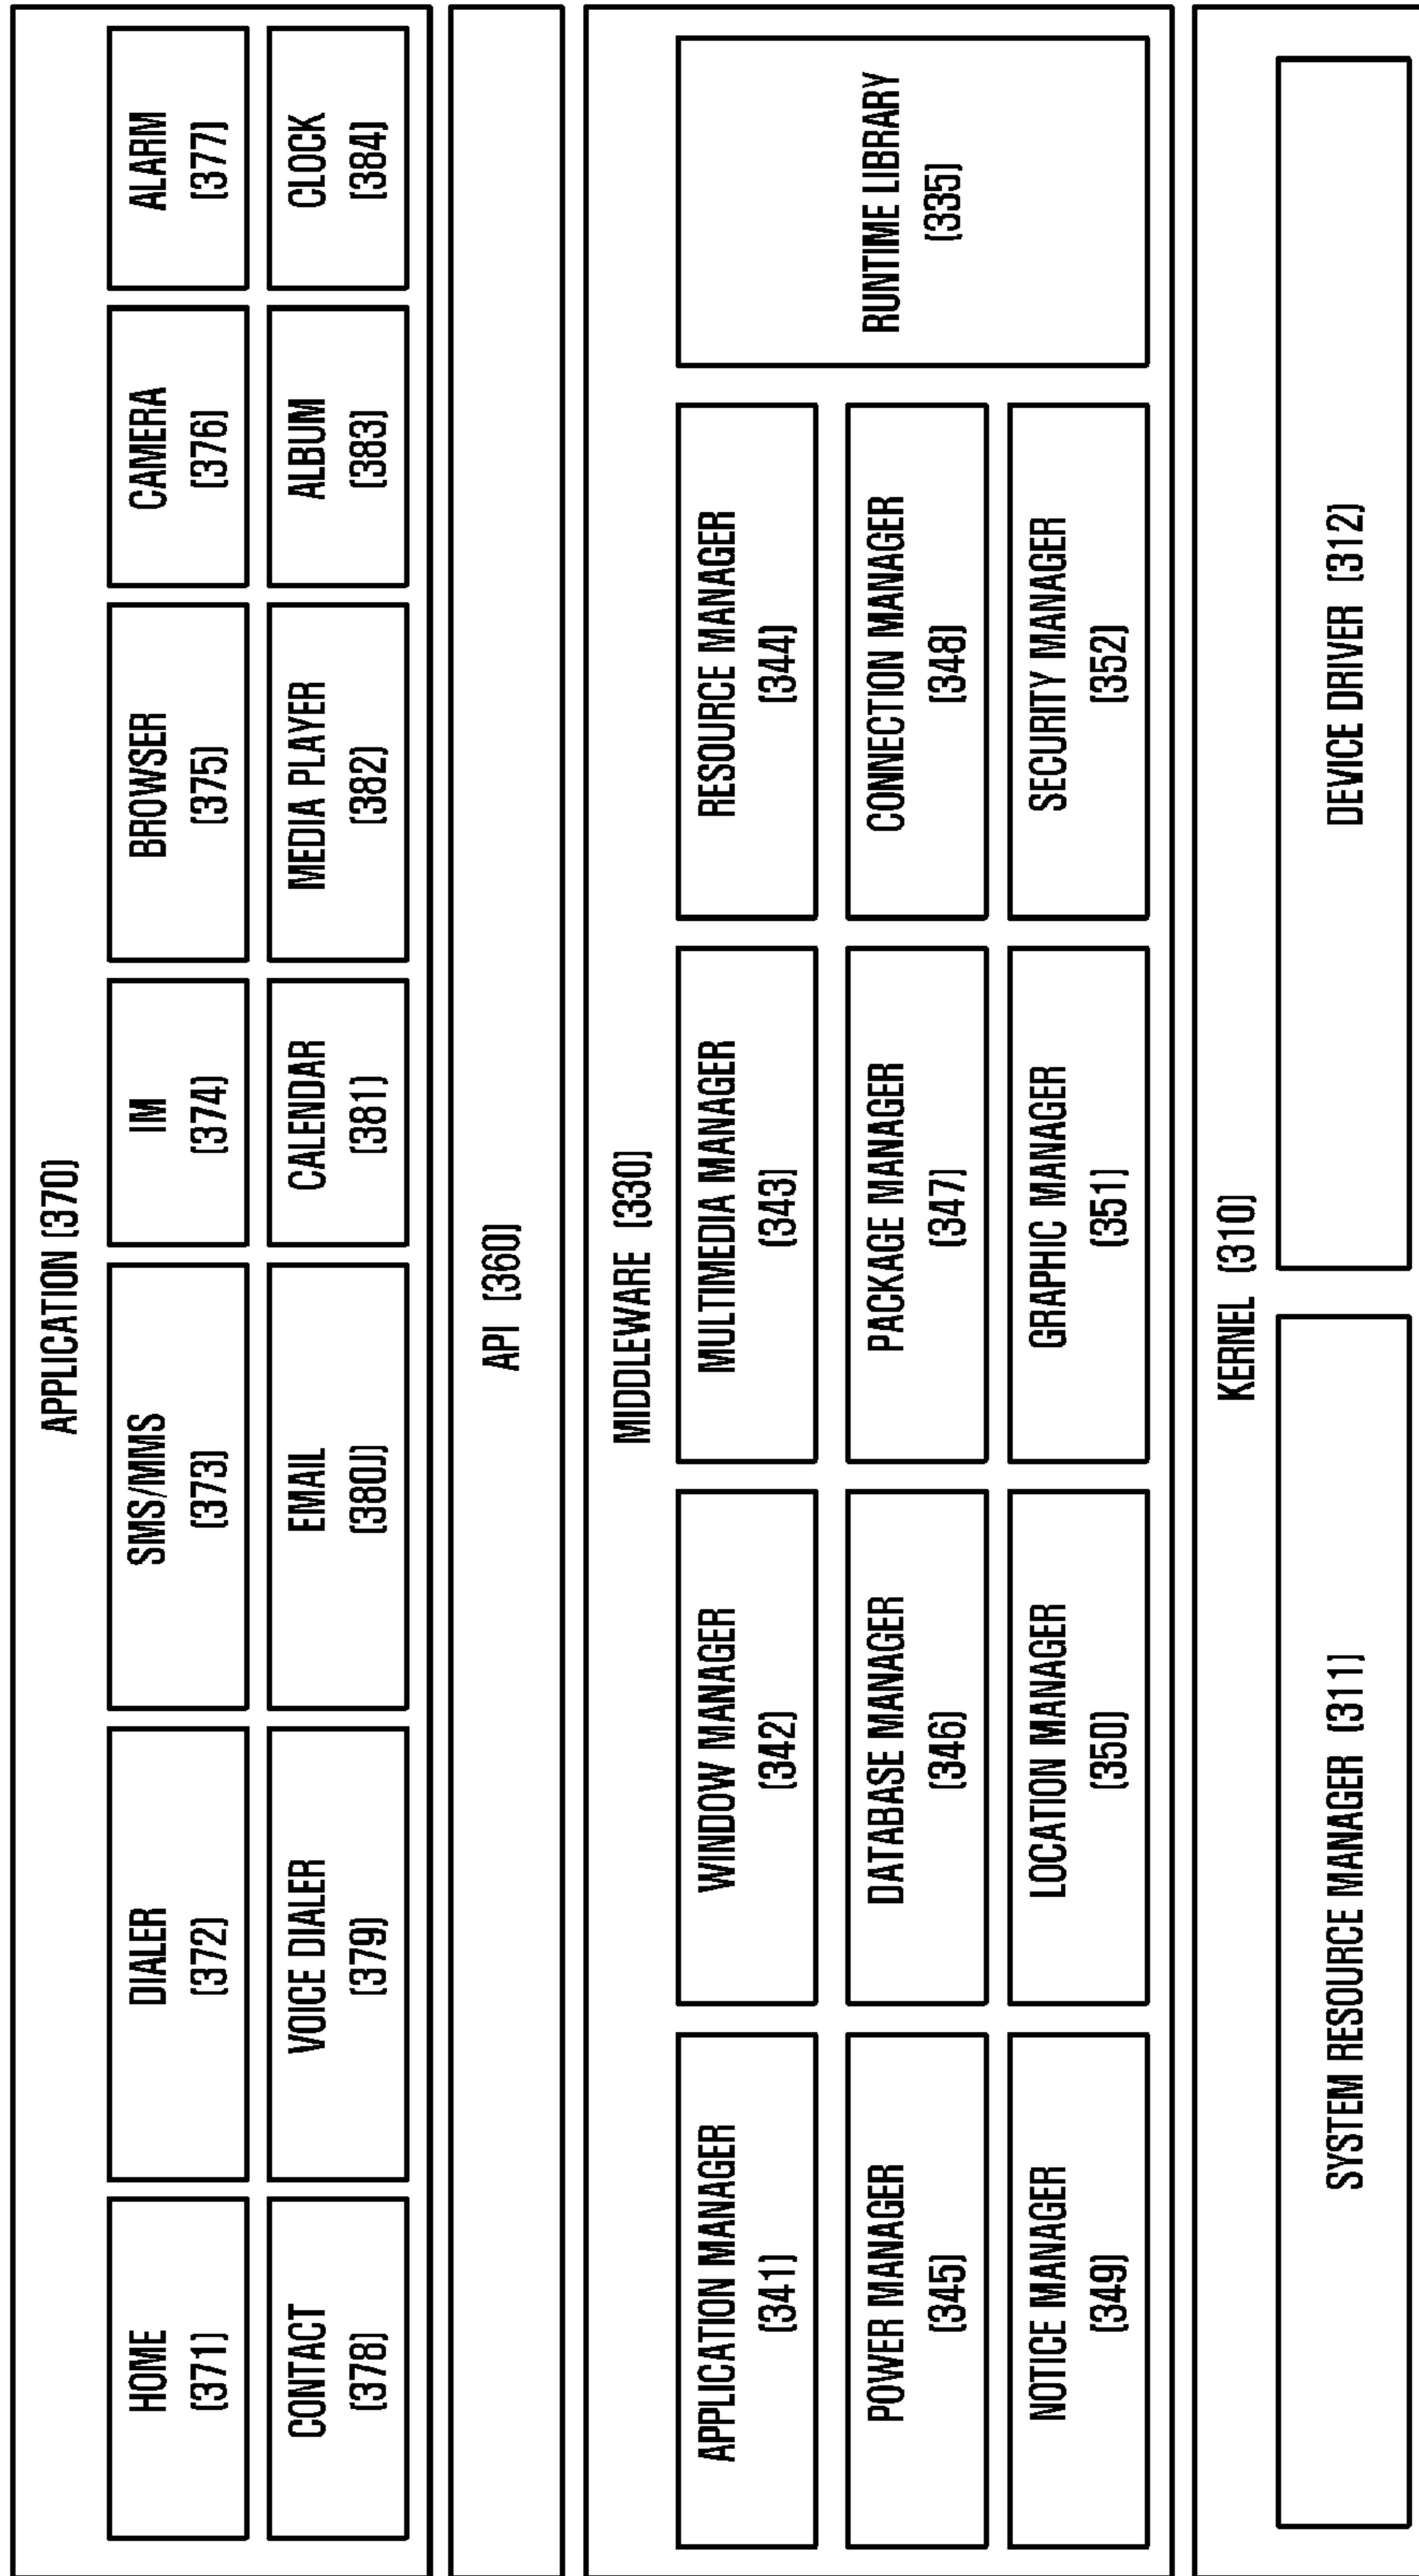 APPLICATION (370)
HOME
(371)
DIALER
(372)
SMS/MMS
(373)
IM
(374)
BROWSER
(375)
CAMERA
(376)
ALARM
(377)
CONTACT
(378)
VOICE DIALER
(379)
EMAIL
(380J)
CALENDAR
(381)
MEDIA PLAYER
(382)
ALBUM
(383)
CLOCK
(384)
API (360)
MIDDLEWARE (330)
APPLICATION MANAGER
(341)
WINDOW MANAGER
(342)
MULTIMEDIA MANAGER
(343)
RESOURCE MANAGER
(344)
POWER MANAGER
(345)
DATABASE MANAGER
(346)
PACKAGE MANAGER
(347)
CONNECTION MANAGER
(348)
NOTICE MANAGER
(349)
LOCATION MANAGER
(350)
GRAPHIC MANAGER
(351)
SECURITY MANAGER
(352)
RUNTIME LIBRARY
(335)
KERNEL (310)
SYSTEM RESOURCE MANAGER (311)
DEVICE DRIVER (312)